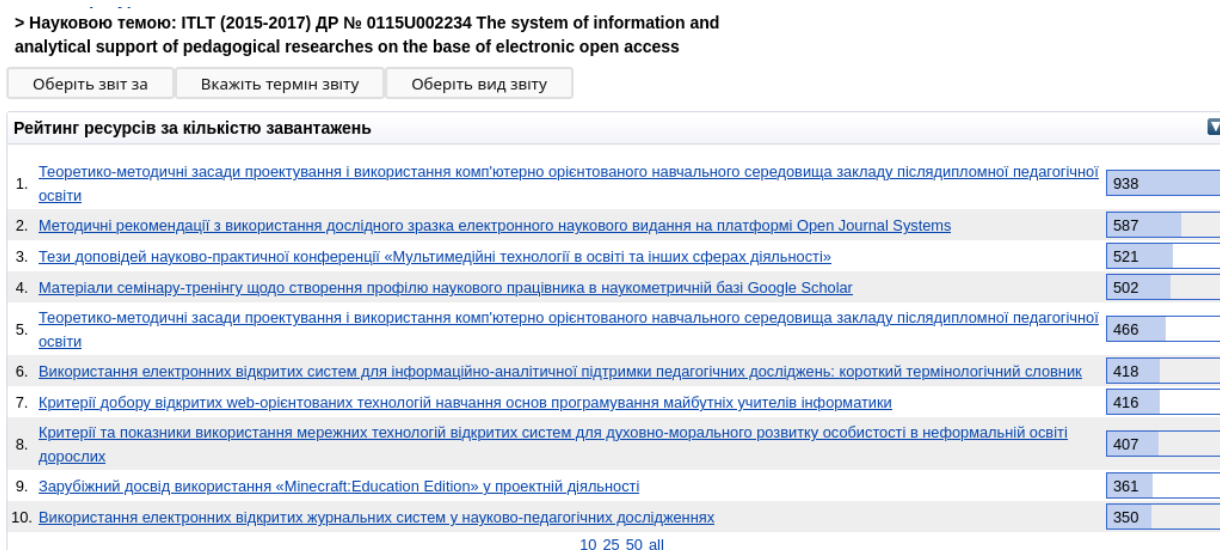 > Науковою темою: ITLT (2015-2017) ДР № 0115U002234 The system of information and
analytical support of pedagogical researches on the base of electronic open access
Оберіть звіт за
Вкажіть термін звіту
Оберіть вид звіту
Рейтинг ресурсів за кількістю завантажень
1. Теоретико-методичні засади проектування і використання комп'ютерно орієнтованого навчального середовища закладу післядипломної педагогічної
освіти
938
2. Методичні рекомендації з використання дослідного зразка електронного наукового видання на платформі Open Journal Systems 587
3. Тези доповідей науково-практичної конференції «Мультимедійні технології в освіті та інших сферах діяльності» 521
4. Матеріали семінару-тренінгу щодо створення профілю наукового працівника в наукометричній базі Google Scholar 502
5. Теоретико-методичні засади проектування і використання комп'ютерно орієнтованого навчального середовища закладу післядипломної педагогічної
освіти
466
6. Використання електронних відкритих систем для інформаційно-аналітичної підтримки педагогічних досліджень: короткий термінологічний словник 418
7. Критерії добору відкритих web-орієнтованих технологій навчання основ програмування майбутніх учителів інформатики 416
8. Критерії та показники використання мережних технологій відкритих систем для духовно-морального розвитку особистості в неформальній освіті
дорослих
407
9. Зарубіжний досвід використання «Minecraft:Education Edition» у проектній діяльності 361
10. Використання електронних відкритих журнальних систем у науково-педагогічних дослідженнях 350
10 25 50 all